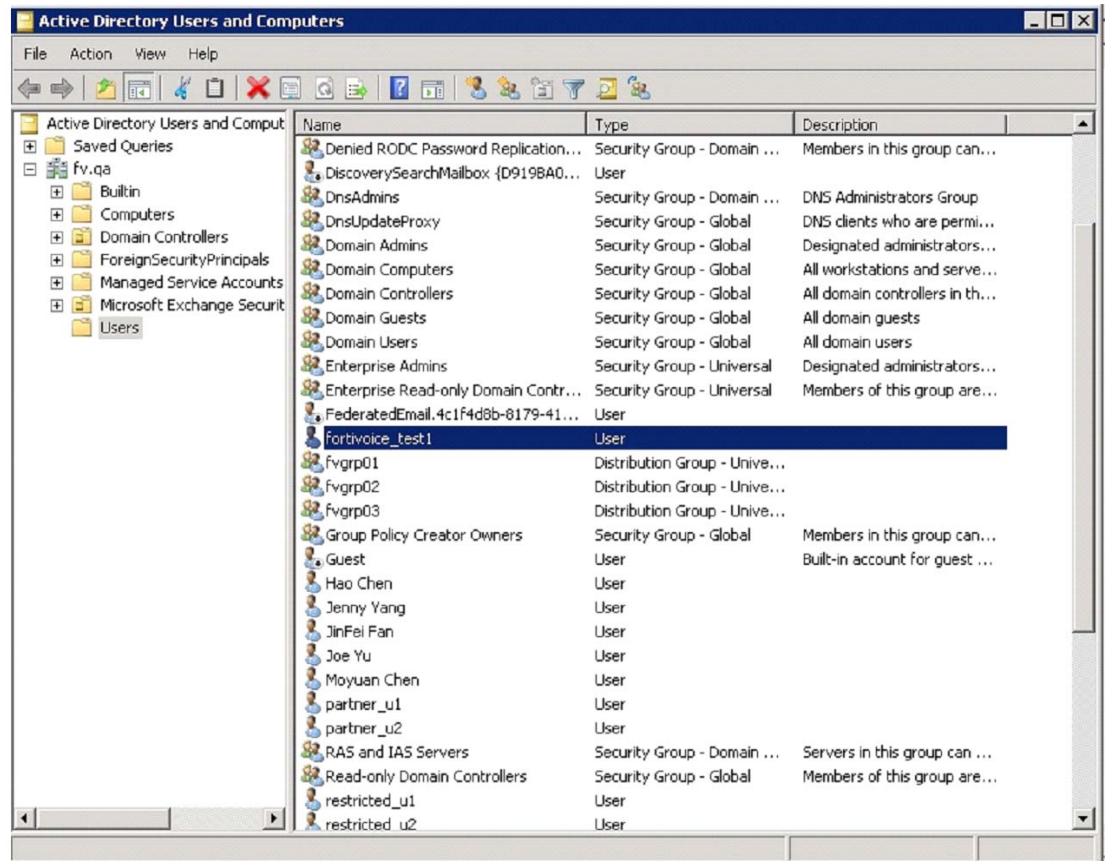 Active Directory Users and Computers
File Action View Help
Active Directory Users and Comput
Saved Queries
fv.qa
Builtin
Computers
Domain Controllers
ForeignSecurityPrincipals
Managed Service Accounts
Microsoft Exchange Securit
Users
Name Type Description
Denied RODC Password Replication... Security Group - Domain ... Members in this group can...
DiscoverySearchMailbox {D919BA0... User
DnsAdmins Security Group - Domain ... DNS Administrators Group
DnsUpdateProxy Security Group - Global DNS clients who are permi...
Domain Admins Security Group - Global Designated administrators...
Domain Computers Security Group - Global All workstations and serve...
Domain Controllers Security Group - Global All domain controllers in th...
Domain Guests Security Group - Global All domain guests
Domain Users Security Group - Global All domain users
Enterprise Admins Security Group - Universal Designated administrators...
Enterprise Read-only Domain Contr... Security Group - Universal Members of this group are...
FederatedEmail.4c1f4d8b-8179-41... User
fortivoice_test1 User
fvgrp01 Distribution Group - Unive...
fvgrp02 Distribution Group - Unive...
fvgrp03 Distribution Group - Unive...
Group Policy Creator Owners Security Group - Global Members in this group can...
Guest User Built-in account for guest ...
Hao Chen User
Jenny Yang User
JinFei Fan User
Joe Yu User
Moyuan Chen User
partner_u1 User
partner_u2 User
RAS and IAS Servers Security Group - Domain ... Servers in this group can ...
Read-only Domain Controllers Security Group - Global Members of this group are...
restricted_u1 User
restricted_u2 User